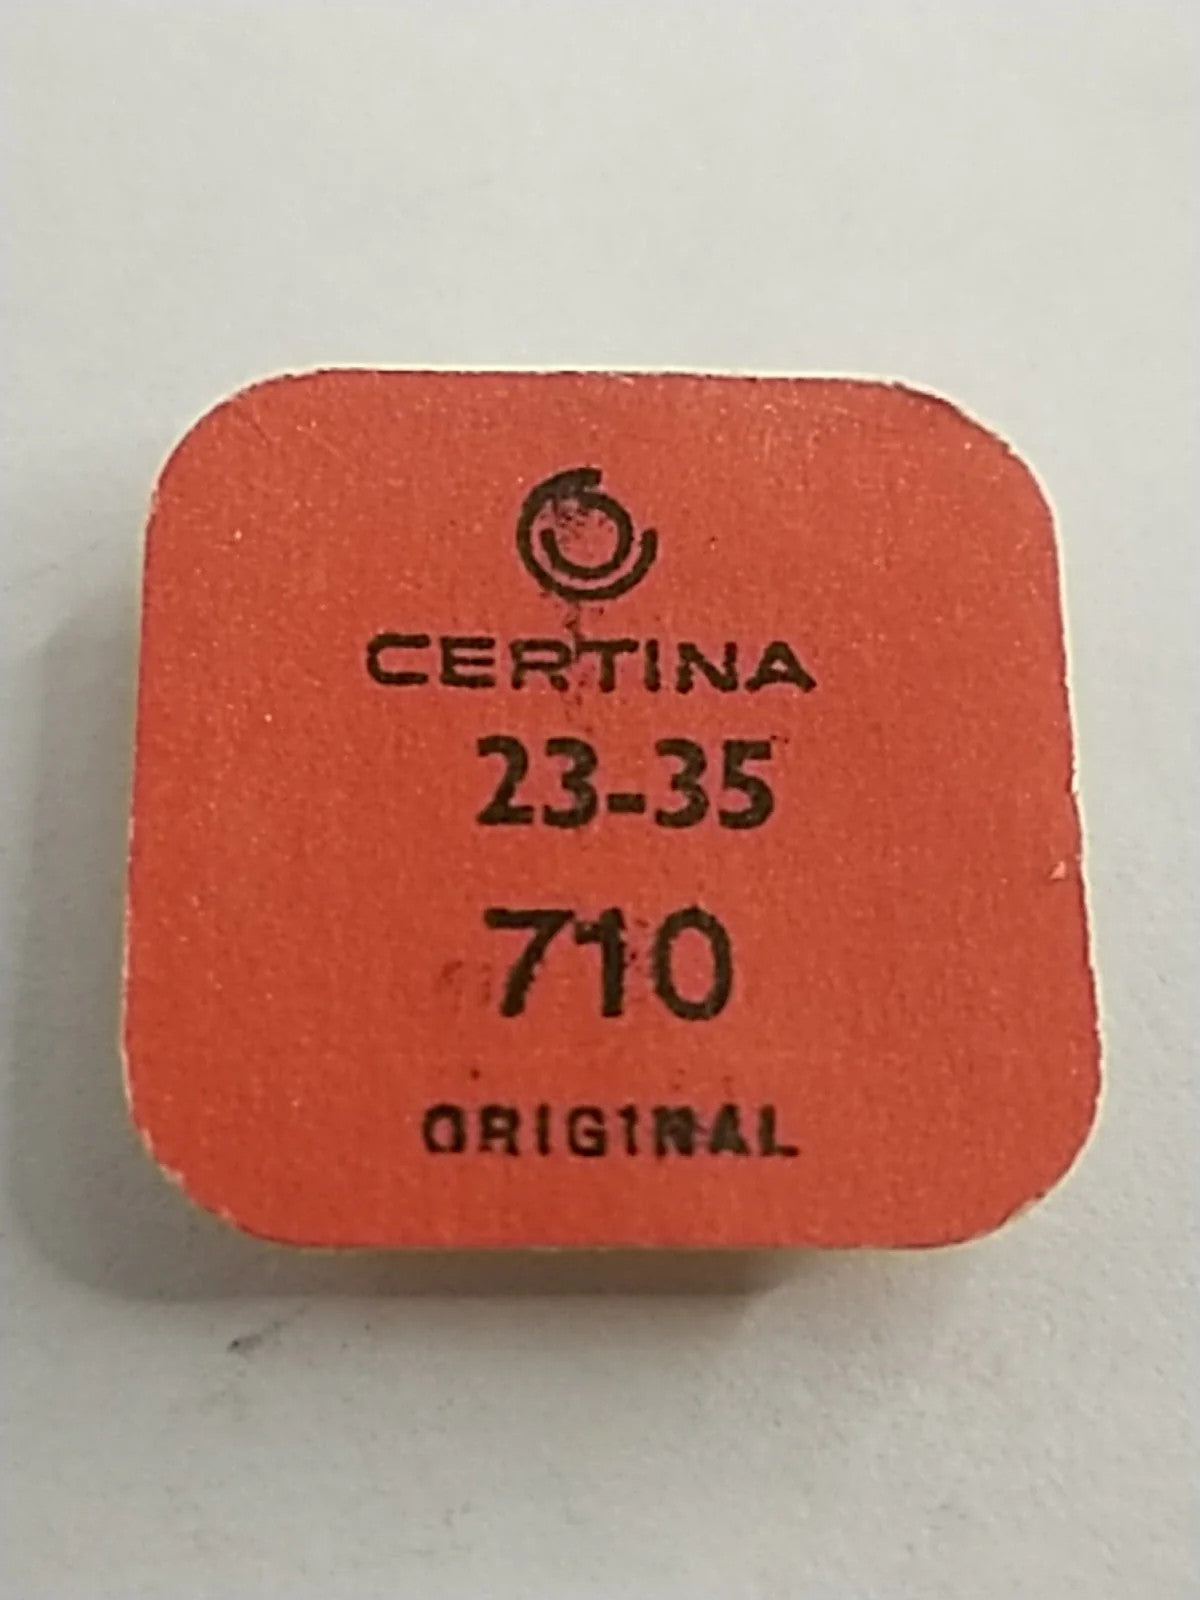 CERTINA
23-35
710
ORIGINAL